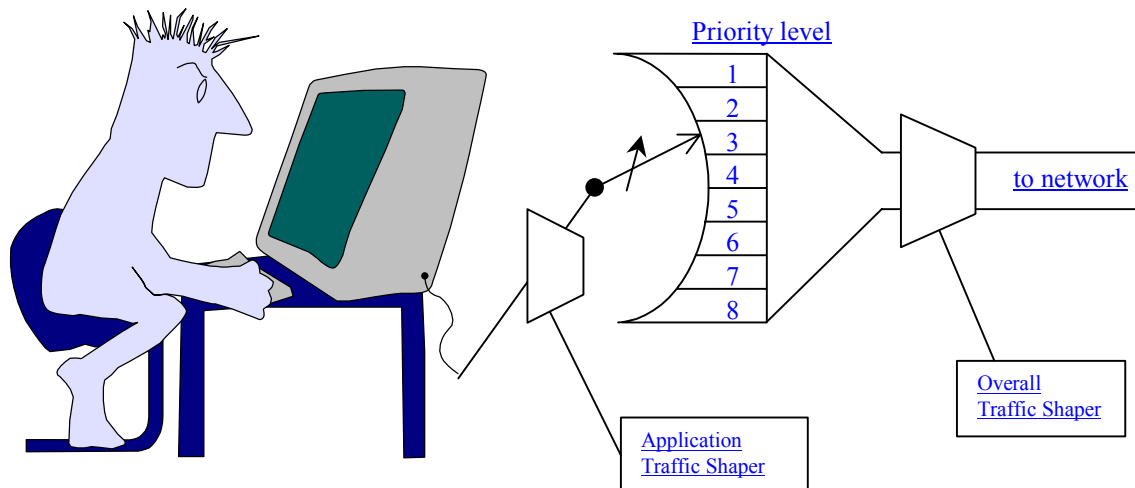 Priority level
1
2
3
4
5
6
7
8
to network
Overall
Traffic Shaper
Application
Traffic Shaper